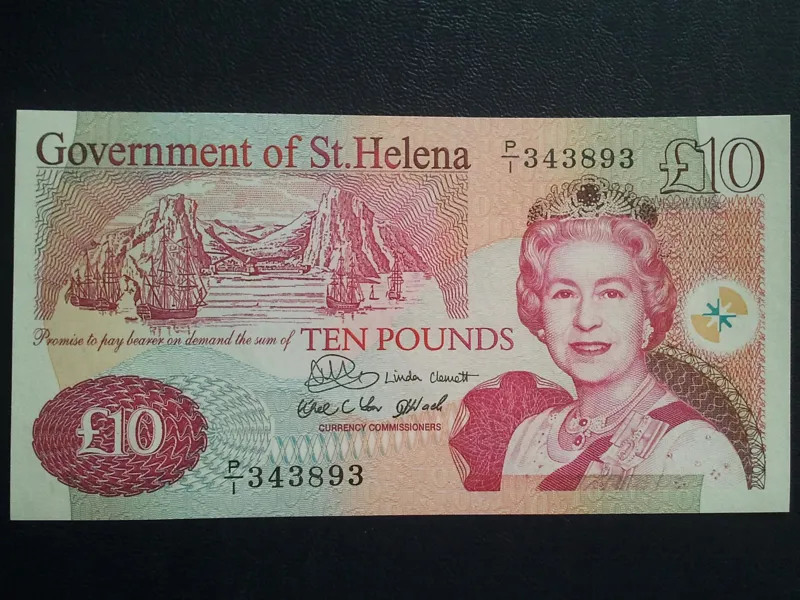 Government of St.Helena
P/1 343893
£10
Promise to pay bearer on demand the sum of TEN POUNDS
Linda Clemett
CURRENCY COMMISSIONERS
£10
P/1 343893